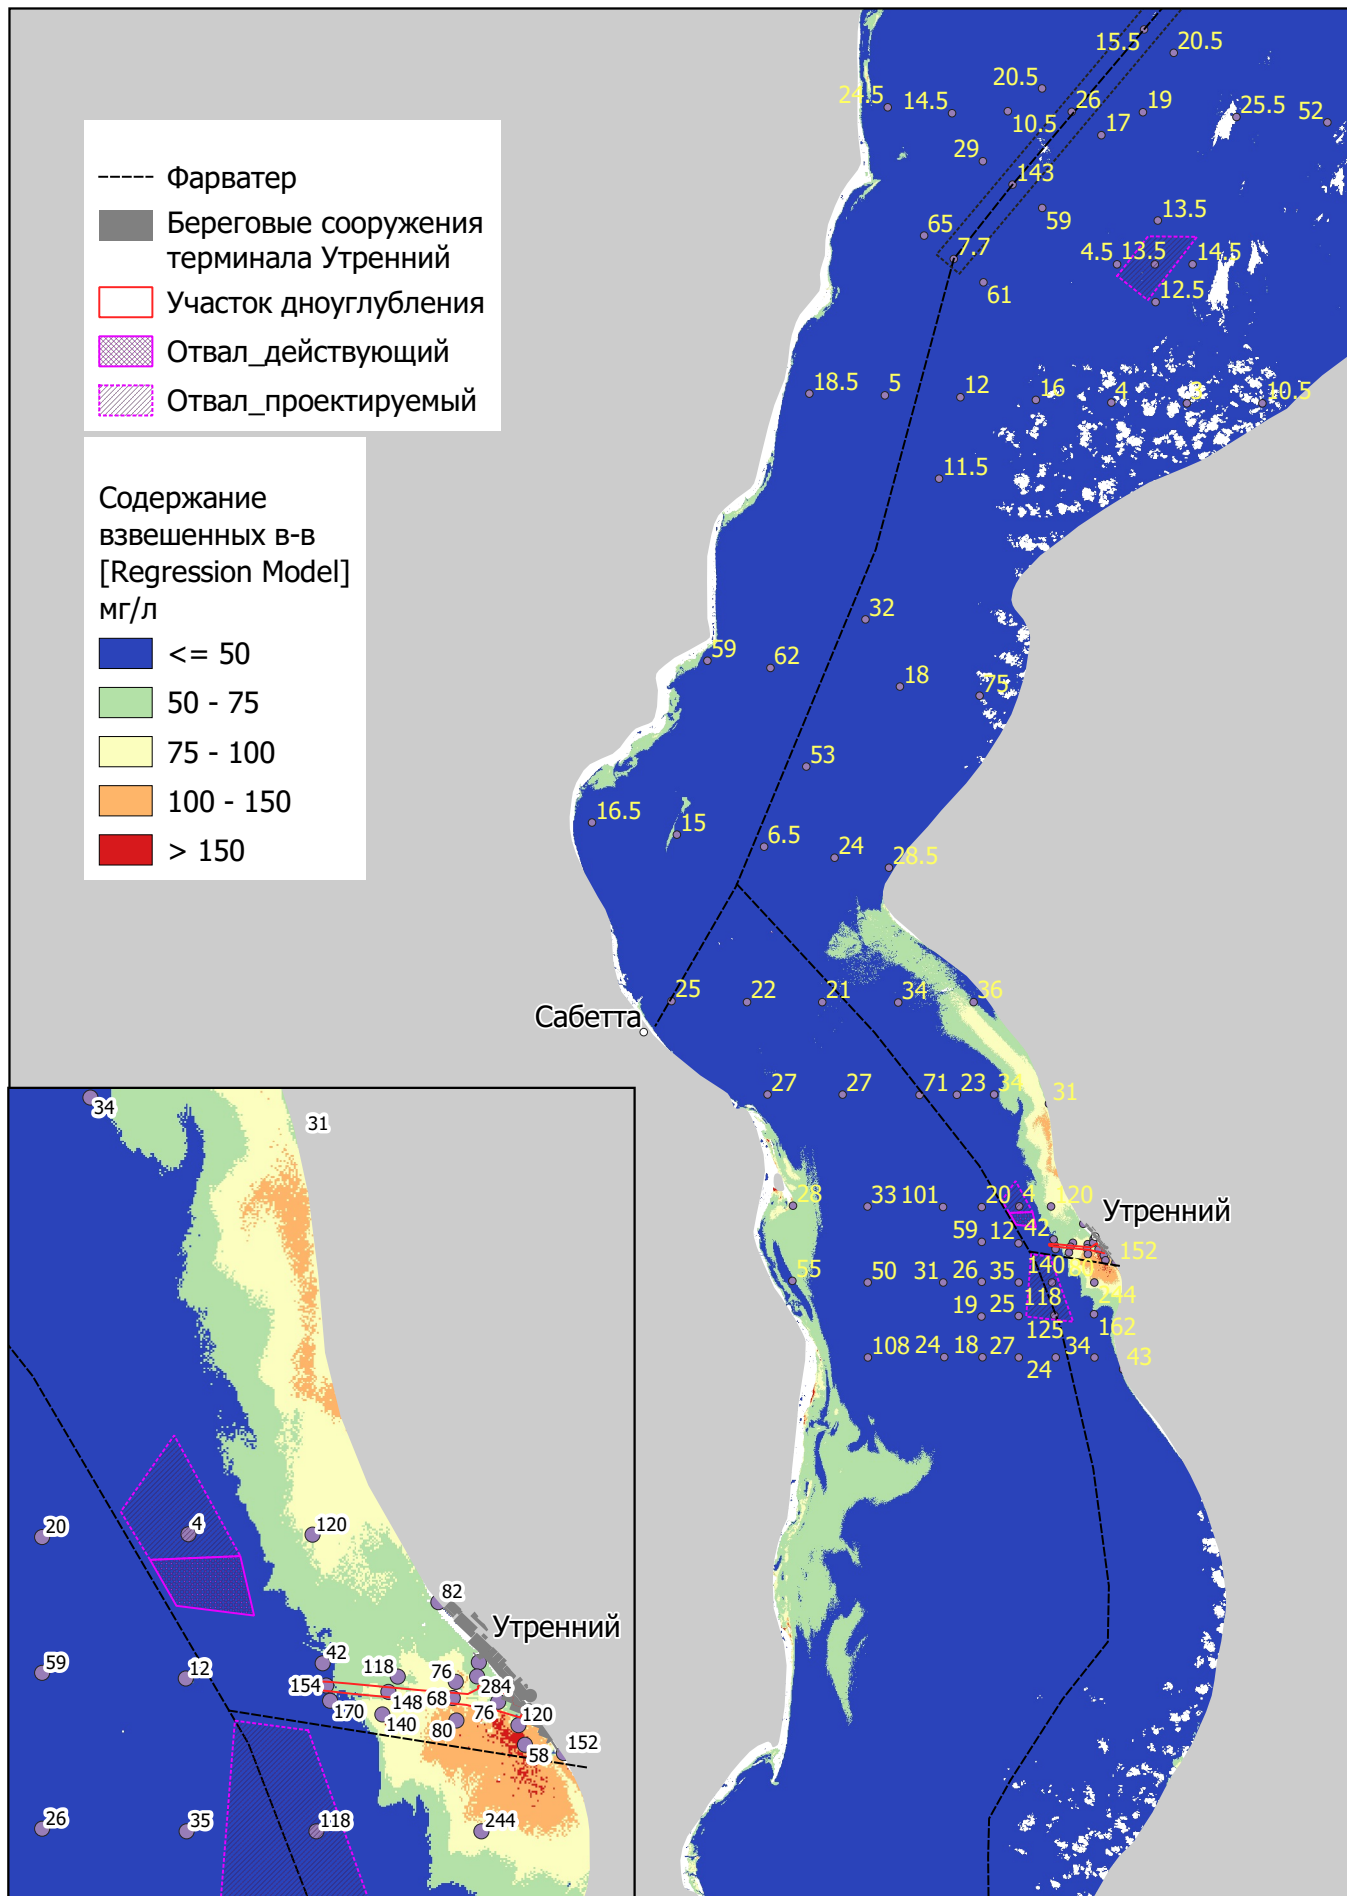 Фарватер
Береговые сооружения
терминала Утренний
Участок дноуглубления
Отвал_действующий
Отвал_проектируемый
Содержание
взвешенных в-в
[Regression Model]
мг/л
<= 50
50 - 75
75 - 100
100 - 150
> 150
15.5
20.5
20.5
24.5 14.5 10.5 26 19 25.5 52
17
29
143
59 13.5
65
7.7 4.5 13.5 14.5
61 12.5
18.5 5 12 16 4 3 10.5
11.5
32
59 62
18 75
53
16.5 15 6.5 24 28.5
25 22 21 34 36
Сабетта
27 27 71 23 34 31
28 33 101 20 4 120
Утренний
59 12 42 152
55 50 31 26 35 140 80 244
19 25 118 125 162
108 24 18 27 24 34 43
34
31
20 4 120
82
Утренний
59 12 42
118 76 284
154 148 68 76
170 140 80 120
58 152
26 35 118 244